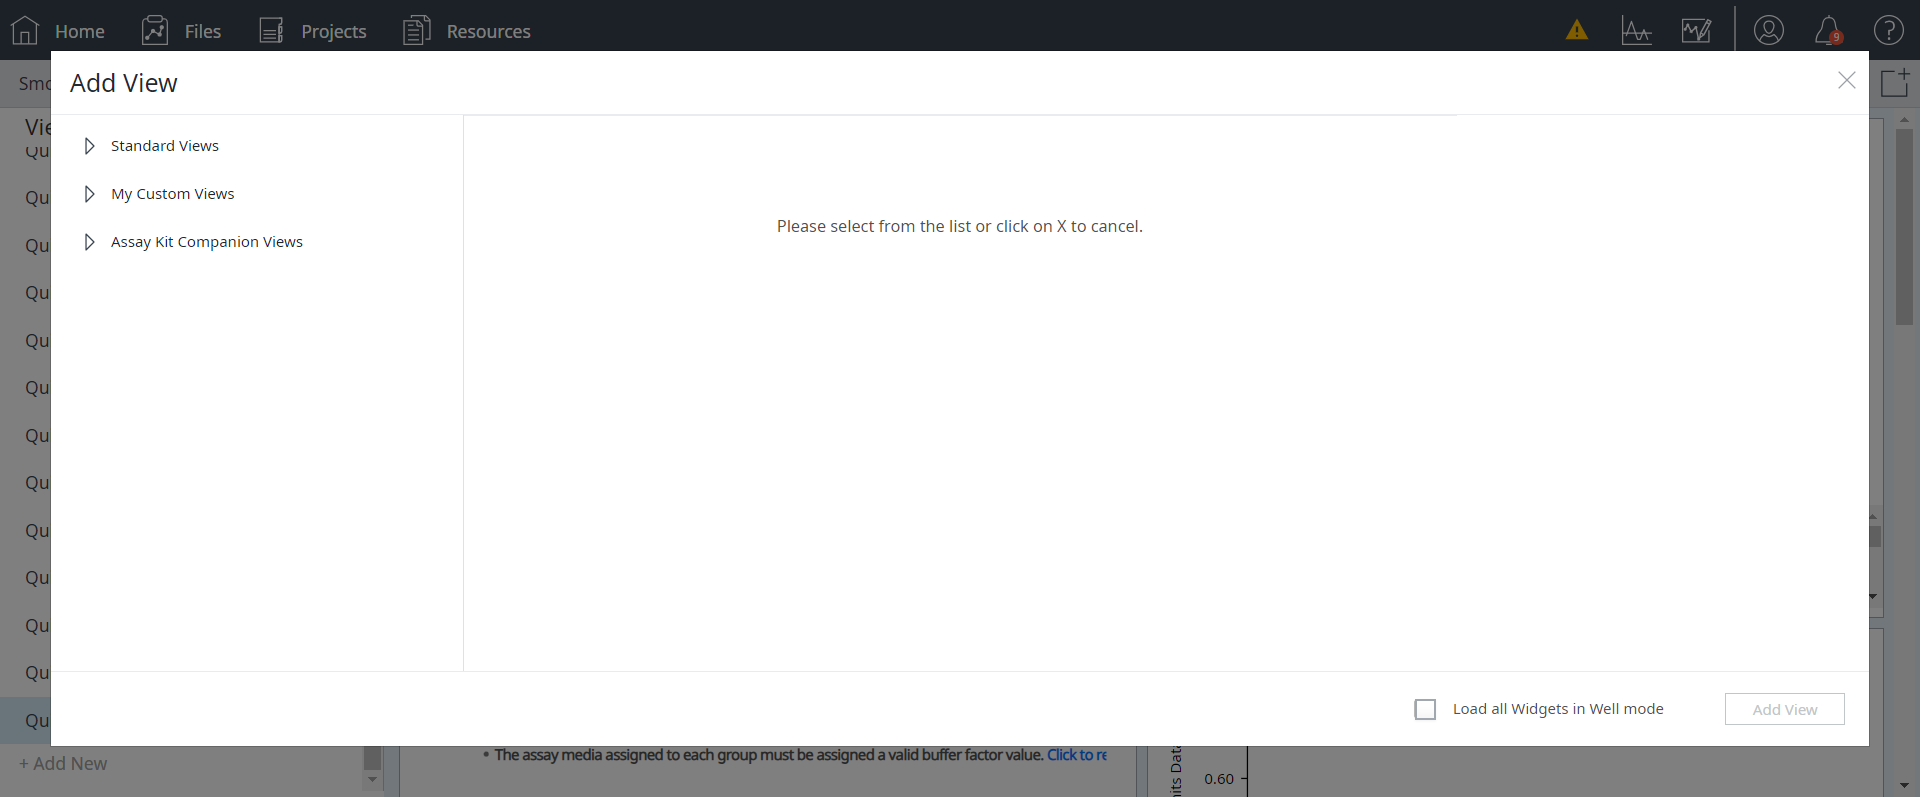 Home Files Projects Resources
9
Add View
Standard Views
My Custom Views
Assay Kit Companion Views
Please select from the list or click on X to cancel.
Load all Widgets in Well mode
Add View
Smo
Vie
Qu
Qu
Qu
Qu
Qu
Qu
Qu
Qu
Qu
Qu
Qu
Qu
Qu
+ Add New
* The assay media assigned to each group must be assigned a valid buffer factor value. Click to re
nits Data
0.60